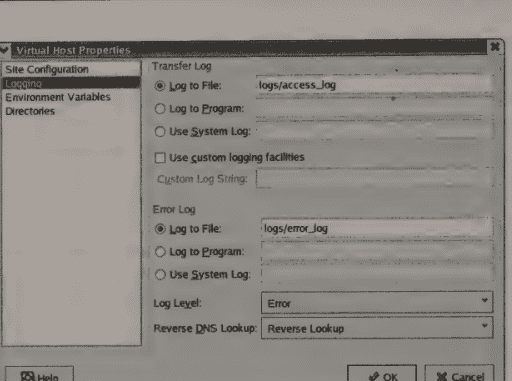 Virtual Host Properties
Site Configuration
Logging
Environment Variables
Directories
Transfer Log
Log to File: logs/access_log
Log to Program:
Use System Log:
Use custom logging facilities
Custom Log String:
Error Log
Log to File: logs/error_log
Log to Program:
Use System Log:
Log Level: Error
Reverse DNS Lookup: Reverse Lookup
Help
OK
Cancel